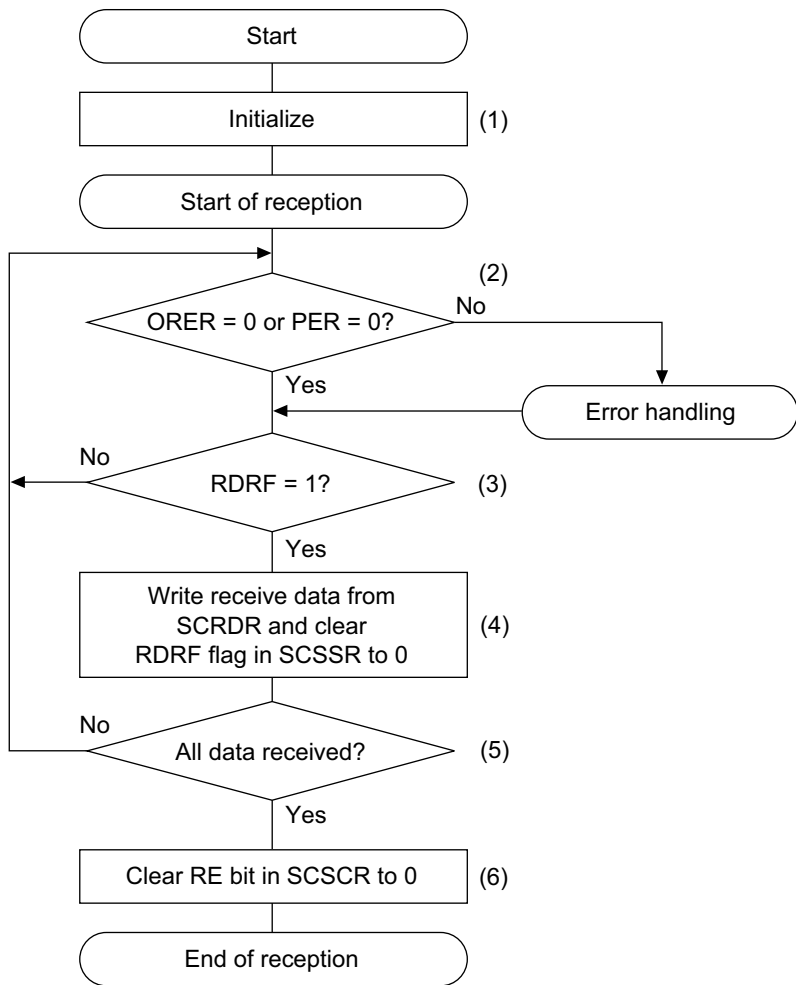 Start
Initialize
(1)
Start of reception
(2)
ORER = 0 or PER = 0?
No
Yes
Error handling
No
RDRF = 1?
(3)
Yes
Write receive data from
SCRDR and clear
RDRF flag in SCSSR to 0
(4)
No
All data received?
(5)
Yes
Clear RE bit in SCSCR to 0
(6)
End of reception